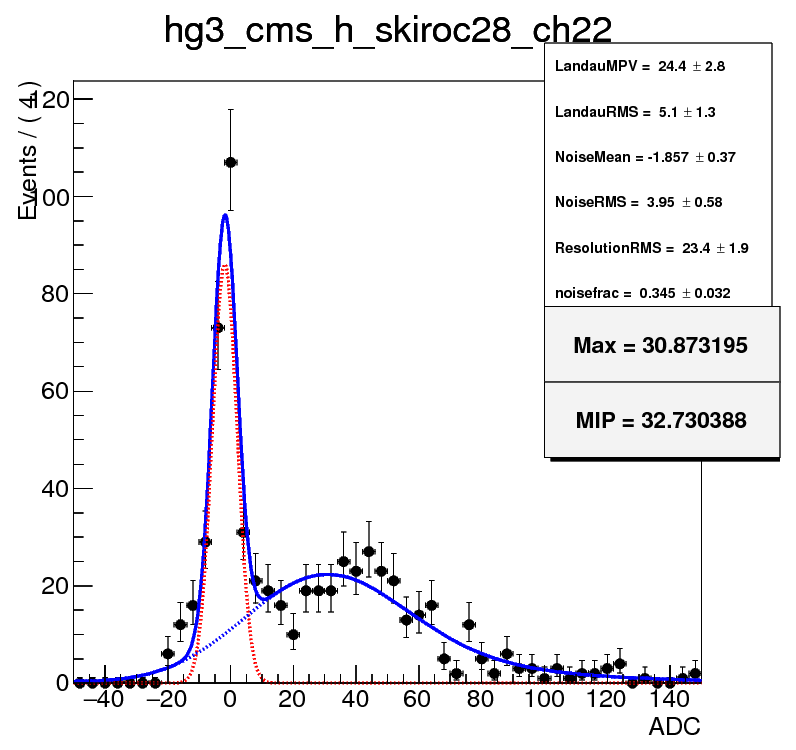 hg3_cms_h_skiroc28_ch22
LandauMPV = 24.4 ± 2.8
LandauRMS = 5.1 ± 1.3
NoiseMean = -1.857 ± 0.37
NoiseRMS = 3.95 ± 0.58
ResolutionRMS = 23.4 ± 1.9
noisefrac = 0.345 ± 0.032
Max = 30.873195
MIP = 32.730388
Events / ( 4 )
120
100
80
60
40
20
0
−40 −20 0 20 40 60 80 100 120 140
ADC